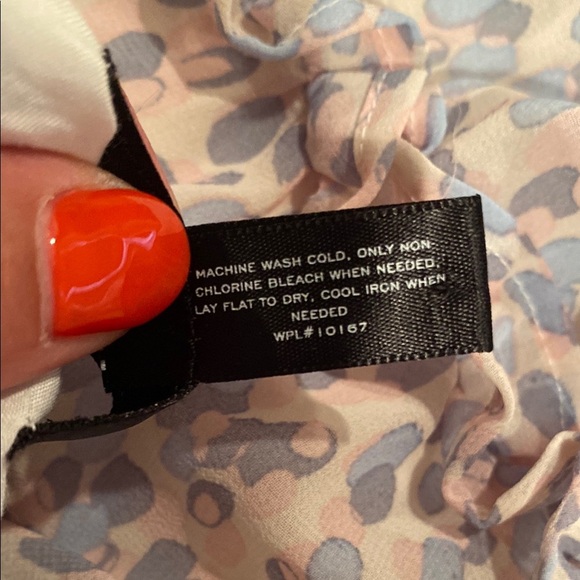 MACHINE WASH COLD, ONLY NON
CHLORINE BLEACH WHEN NEEDED,
LAY FLAT TO DRY, COOL IRON WHEN
NEEDED
WPL#10167